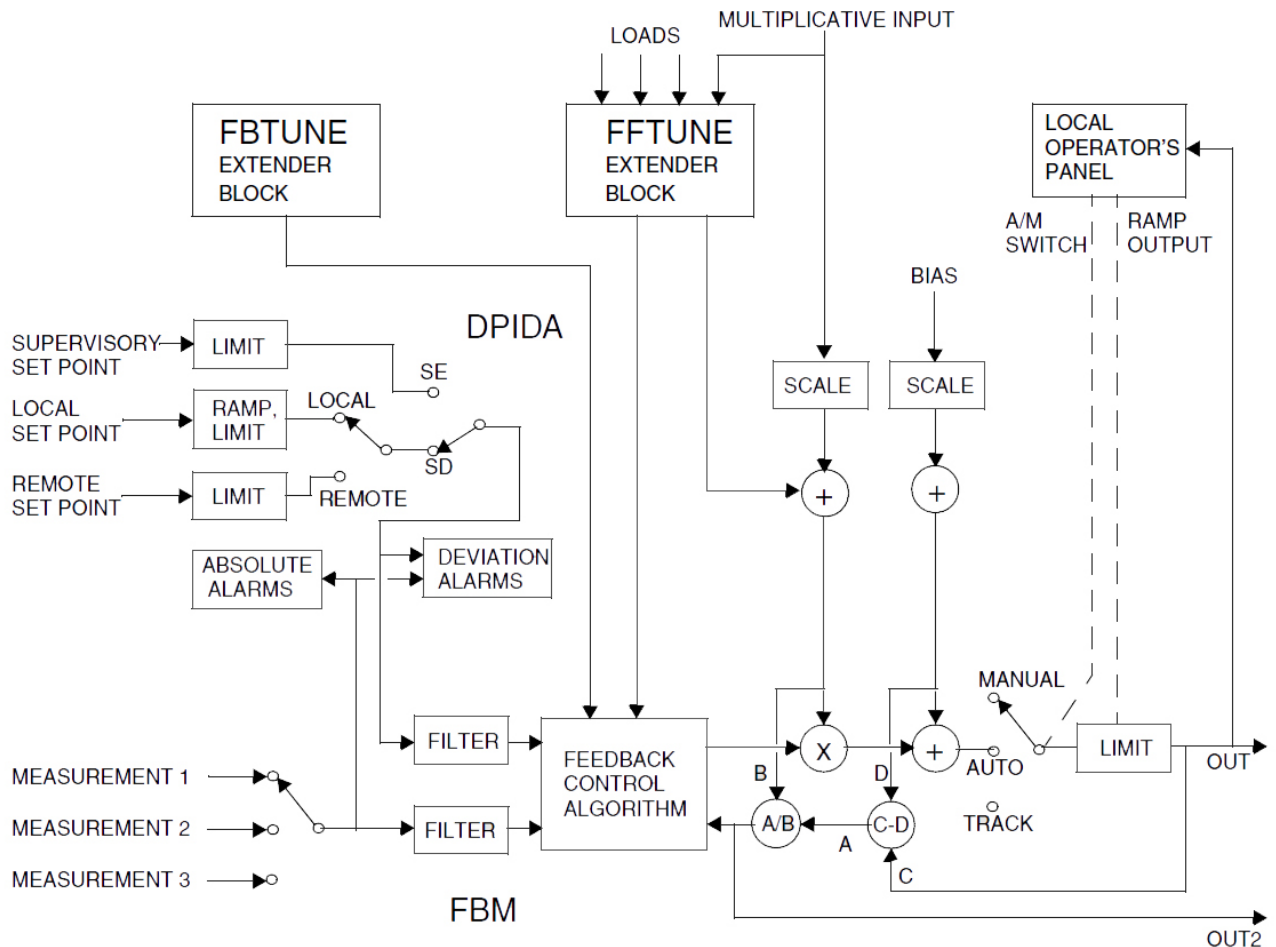 MULTIPLICATIVE INPUT
LOADS
FBTUNE
EXTENDER
BLOCK
FFTUNE
EXTENDER
BLOCK
LOCAL
OPERATOR'S
PANEL
A/M
SWITCH
RAMP
OUTPUT
BIAS
DPIDA
SUPERVISORY
SET POINT
LIMIT
SE
SCALE
SCALE
LOCAL
SET POINT
RAMP,
LIMIT
LOCAL
SD
REMOTE
SET POINT
LIMIT
REMOTE
+
+
ABSOLUTE
ALARMS
DEVIATION
ALARMS
MANUAL
FILTER
FEEDBACK
CONTROL
ALGORITHM
X
+
AUTO
LIMIT
OUT
MEASUREMENT 1
B
D
MEASUREMENT 2
FILTER
A/B
A
C-D
TRACK
MEASUREMENT 3
C
FBM
OUT2